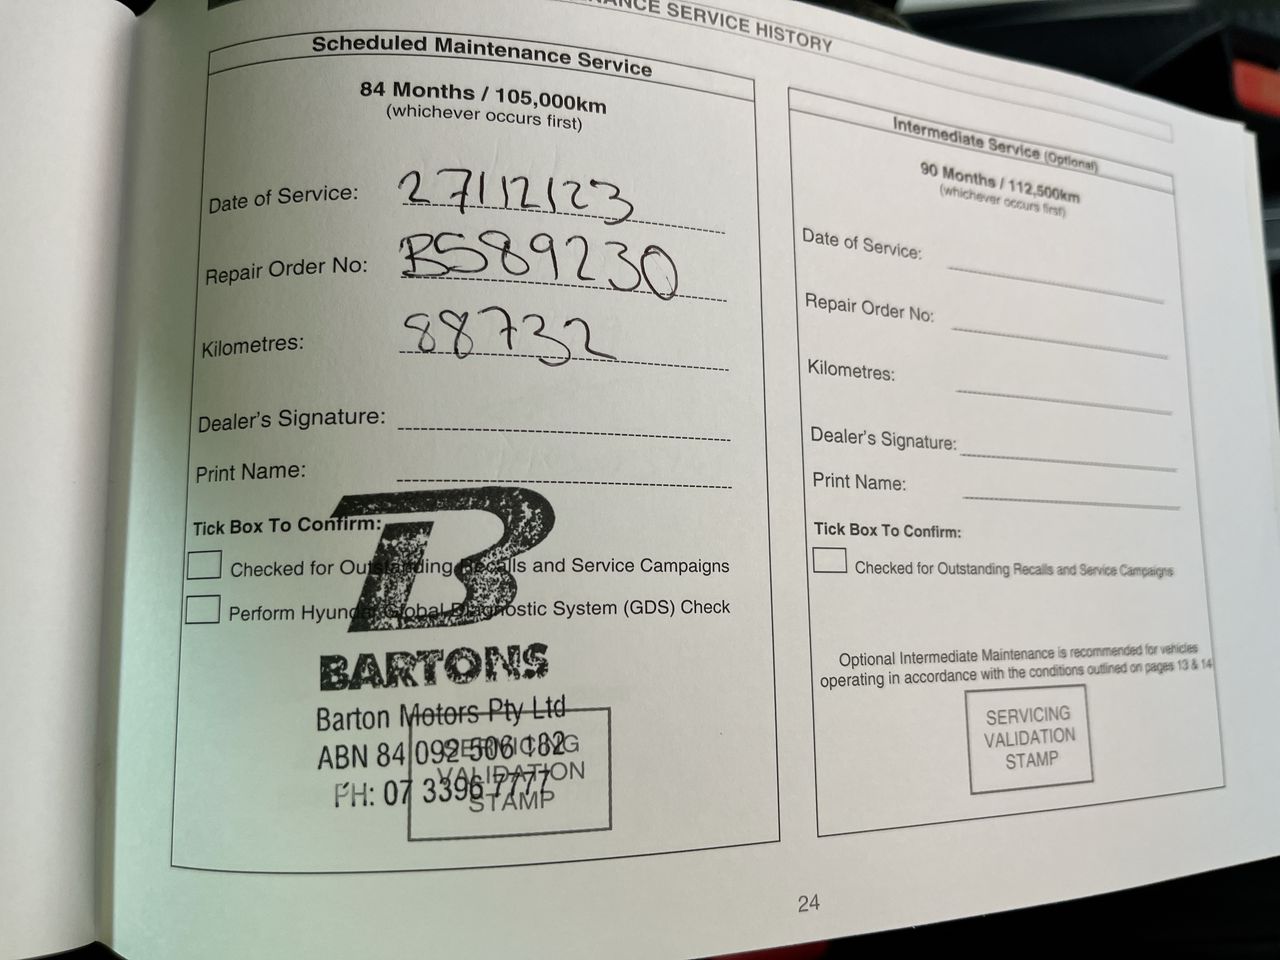 NANCE SERVICE HISTORY
Scheduled Maintenance Service
84 Months / 105,000km
(whichever occurs first)
Date of Service: 27/12/23
Repair Order No: BS89230
Kilometres: 88732
Dealer's Signature:
Print Name:
Tick Box To Confirm:
Checked for Outstanding Recalls and Service Campaigns
Perform Hyundai Global Diagnostic System (GDS) Check
B
BARTONS
Barton Motors Pty Ltd
ABN 84 092 506 182
PH: 07 3396 7777
SERVICING
VALIDATION
STAMP
Intermediate Service (Optional)
90 Months / 112,500km
(whichever occurs first)
Date of Service:
Repair Order No:
Kilometres:
Dealer's Signature:
Print Name:
Tick Box To Confirm:
Checked for Outstanding Recalls and Service Campaigns
Optional Intermediate Maintenance is recommended for vehicles
operating in accordance with the conditions outlined on pages 13 & 14
SERVICING
VALIDATION
STAMP
24